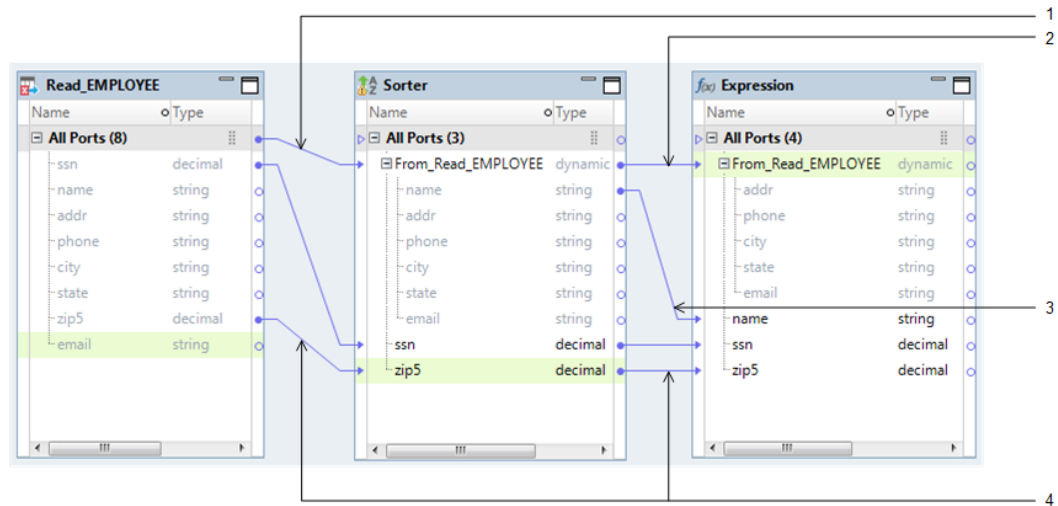 1
2
Read_EMPLOYEE
Name Type
All Ports (8)
ssn decimal
name string
addr string
phone string
city string
state string
zip5 decimal
email string
Sorter
Name Type
All Ports (3)
From_Read_EMPLOYEE dynamic
name string
addr string
phone string
city string
state string
email string
ssn decimal
zip5 decimal
f(x) Expression
Name Type
All Ports (4)
From_Read_EMPLOYEE dynamic
addr string
phone string
city string
state string
email string
name string
ssn decimal
zip5 decimal
3
4